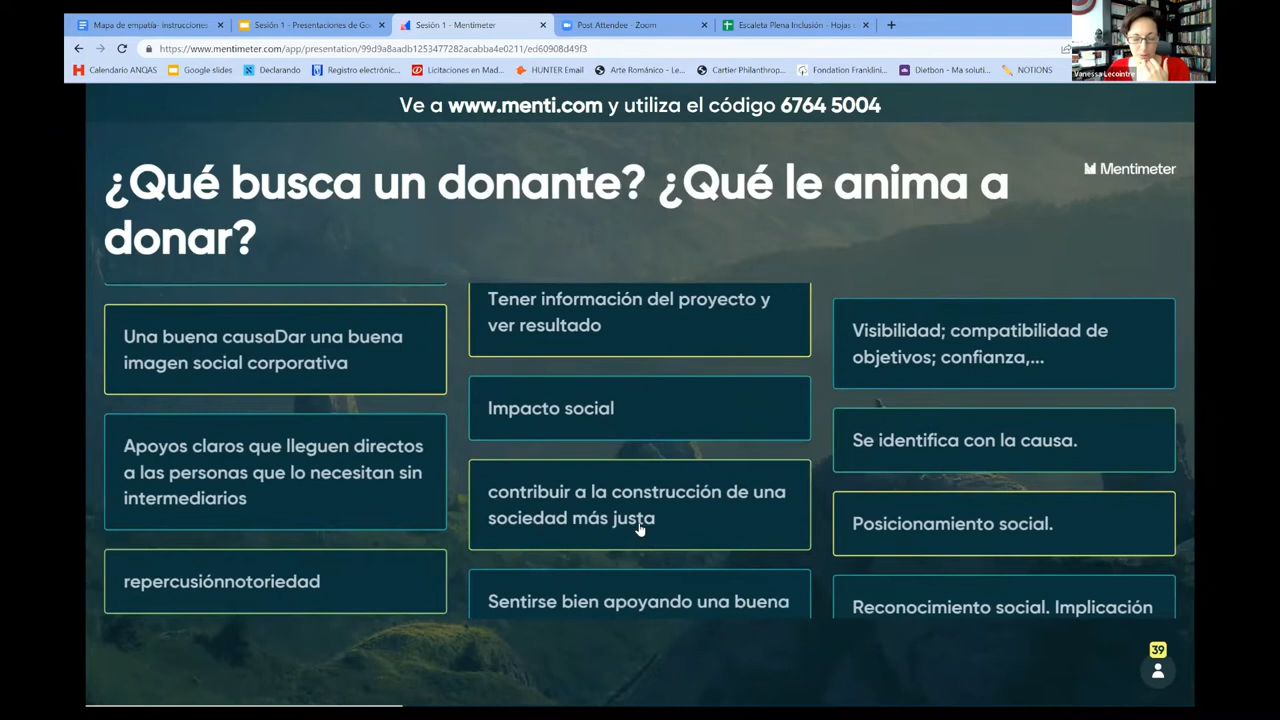 Mapa de empatía- instrucciones
Sesión 1 - Presentaciones de Go
Sesión 1 - Mentimeter
Post Attendee - Zoom
Escaleta Plena Inclusión - Hojas
https://www.mentimeter.com/app/presentation/99d9a8aadb1253477282acabba4e0211/ed60908d49f3
Calendario ANQAS
Google slides
Declarando
Registro electrónic...
Licitaciones en Mad...
HUNTER Email
Arte Románico - Le...
Cartier Philanthrop...
Fondation Franklini...
Dietbon - Ma soluti...
NOTIONS
Vanessa Lecointre
Ve a www.menti.com y utiliza el código 6764 5004
Mentimeter
¿Qué busca un donante? ¿Qué le anima a
donar?
Una buena causaDar una buena
imagen social corporativa
Apoyos claros que lleguen directos
a las personas que lo necesitan sin
intermediarios
repercusiónnotoriedad
Tener información del proyecto y
ver resultado
Impacto social
contribuir a la construcción de una
sociedad más justa
Sentirse bien apoyando una buena
Visibilidad; compatibilidad de
objetivos; confianza,...
Se identifica con la causa.
Posicionamiento social.
Reconocimiento social. Implicación
39